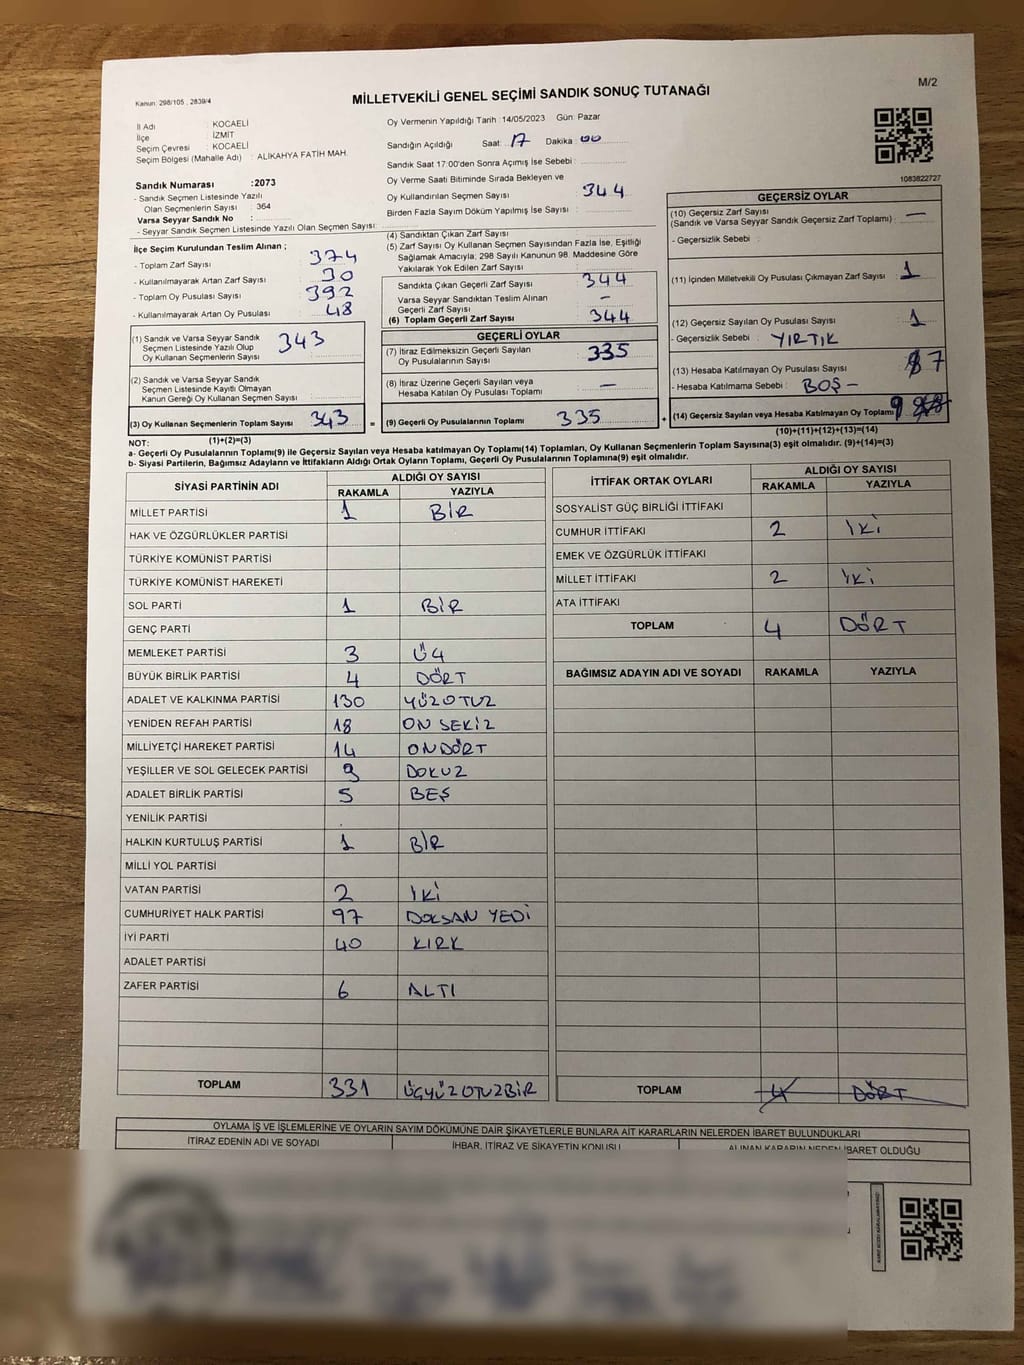 M/2
Kanun: 298/105 , 2839/4
MİLLETVEKİLİ GENEL SEÇİMİ SANDIK SONUÇ TUTANAĞI
İl Adı : KOCAELİ
İlçe : İZMİT
Seçim Çevresi : KOCAELİ
Seçim Bölgesi (Mahalle Adı) : ALİKAHYA FATİH MAH.
Oy Vermenin Yapıldığı Tarih : 14/05/2023 Gün: Pazar
Sandığın Açıldığı Saat: 17 Dakika: 00
Sandık Saat 17:00'den Sonra Açımış İse Sebebi :
Oy Verme Saati Bitiminde Sırada Bekleyen ve
Oy Kullandırılan Seçmen Sayısı 344
Birden Fazla Sayım Döküm Yapılmış İse Sayısı :
1083822727
Sandık Numarası :2073
- Sandık Seçmen Listesinde Yazılı
Olan Seçmenlerin Sayısı 364
Varsa Seyyar Sandık No :
- Seyyar Sandık Seçmen Listesinde Yazılı Olan Seçmen Sayısı:
İlçe Seçim Kurulundan Teslim Alınan ;
- Toplam Zarf Sayısı 374
- Kullanılmayarak Artan Zarf Sayısı 30
- Toplam Oy Pusulası Sayısı 392
- Kullanılmayarak Artan Oy Pusulası 48
(1) Sandık ve Varsa Seyyar Sandık
Seçmen Listesinde Yazılı Olup
Oy Kullanan Seçmenlerin Sayısı 343
(2) Sandık ve Varsa Seyyar Sandık
Seçmen Listesinde Kayıtlı Olmayan
Kanun Gereği Oy Kullanan Seçmen Sayısı :
(3) Oy Kullanan Seçmenlerin Toplam Sayısı 343 =
(1)+(2)=(3)
(4) Sandıktan Çıkan Zarf Sayısı
(5) Zarf Sayısı Oy Kullanan Seçmen Sayısından Fazla İse, Eşitliği
Sağlamak Amacıyla; 298 Sayılı Kanunun 98. Maddesine Göre
Yakılarak Yok Edilen Zarf Sayısı
Sandıkta Çıkan Geçerli Zarf Sayısı 344
Varsa Seyyar Sandıktan Teslim Alınan
Geçerli Zarf Sayısı –
(6) Toplam Geçerli Zarf Sayısı 344
GEÇERLİ OYLAR
(7) İtiraz Edilmeksizin Geçerli Sayılan
Oy Pusulalarının Sayısı 335
(8) İtiraz Üzerine Geçerli Sayılan veya
Hesaba Katılan Oy Pusulası Toplamı –
(9) Geçerli Oy Pusulalarının Toplamı 335 +
GEÇERSİZ OYLAR
(10) Geçersiz Zarf Sayısı –
(Sandık ve Varsa Seyyar Sandık Geçersiz Zarf Toplamı) :
- Geçersizlik Sebebi :
(11) İçinden Milletvekili Oy Pusulası Çıkmayan Zarf Sayısı : 1
(12) Geçersiz Sayılan Oy Pusulası Sayısı 1
- Geçersizlik Sebebi : YIRTIK
(13) Hesaba Katılmayan Oy Pusulası Sayısı 7
- Hesaba Katılmama Sebebi : BOŞ –
(14) Geçersiz Sayılan veya Hesaba Katılmayan Oy Toplamı 9
(10)+(11)+(12)+(13)=(14)
NOT:
a- Geçerli Oy Pusulalarının Toplamı(9) ile Geçersiz Sayılan veya Hesaba katılmayan Oy Toplamı(14) Toplamları, Oy Kullanan Seçmenlerin Toplam Sayısına(3) eşit olmalıdır. (9)+(14)=(3)
b- Siyasi Partilerin, Bağımsız Adayların ve İttifakların Aldığı Ortak Oyların Toplamı, Geçerli Oy Pusulalarının Toplamına(9) eşit olmalıdır.
SİYASİ PARTİNİN ADI ALDIĞI OY SAYISI
RAKAMLA YAZIYLA
MİLLET PARTİSİ 1 BİR
HAK VE ÖZGÜRLÜKLER PARTİSİ
TÜRKİYE KOMÜNİST PARTİSİ
TÜRKİYE KOMÜNİST HAREKETİ
SOL PARTİ 1 BİR
GENÇ PARTİ
MEMLEKET PARTİSİ 3 ÜÇ
BÜYÜK BİRLİK PARTİSİ 4 DÖRT
ADALET VE KALKINMA PARTİSİ 130 YÜZOTUZ
YENİDEN REFAH PARTİSİ 18 ON SEKİZ
MİLLİYETÇİ HAREKET PARTİSİ 14 ONDÖRT
YEŞİLLER VE SOL GELECEK PARTİSİ 9 DOKUZ
ADALET BİRLİK PARTİSİ 5 BEŞ
YENİLİK PARTİSİ
HALKIN KURTULUŞ PARTİSİ 1 BİR
MİLLİ YOL PARTİSİ
VATAN PARTİSİ 2 İKİ
CUMHURİYET HALK PARTİSİ 97 DOKSAN YEDİ
İYİ PARTİ 40 KIRK
ADALET PARTİSİ
ZAFER PARTİSİ 6 ALTI
TOPLAM 331 ÜÇYÜZOTUZBİR
İTTİFAK ORTAK OYLARI ALDIĞI OY SAYISI
RAKAMLA YAZIYLA
SOSYALİST GÜÇ BİRLİĞİ İTTİFAKI
CUMHUR İTTİFAKI 2 İKİ
EMEK VE ÖZGÜRLÜK İTTİFAKI
MİLLET İTTİFAKI 2 İKİ
ATA İTTİFAKI
TOPLAM 4 DÖRT
BAĞIMSIZ ADAYIN ADI VE SOYADI RAKAMLA YAZIYLA
TOPLAM 4 DÖRT
OYLAMA İŞ VE İŞLEMLERİNE VE OYLARIN SAYIM DÖKÜMÜNE DAİR ŞİKAYETLERLE BUNLARA AİT KARARLARIN NELERDEN İBARET BULUNDUKLARI
İTİRAZ EDENİN ADI VE SOYADI İHBAR, İTİRAZ VE ŞİKAYETİN KONUSU ALINAN KARARIN NEDEN İBARET OLDUĞU